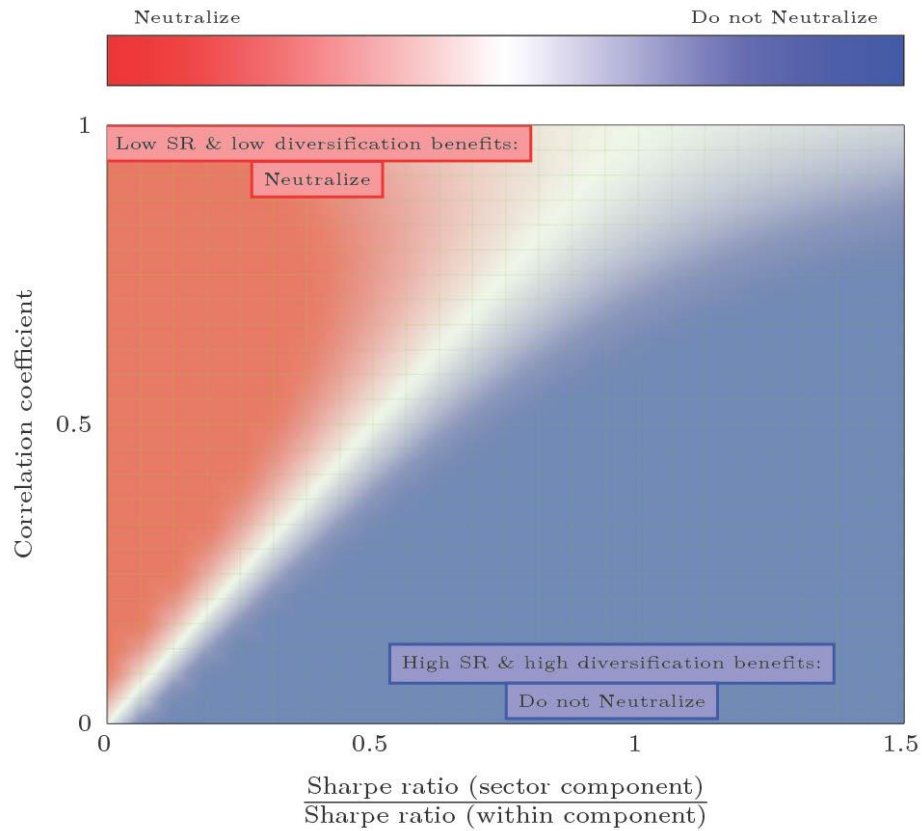 Neutralize Do not Neutralize
1
Low SR & low diversification benefits:
Neutralize
Correlation coefficient
0.5
High SR & high diversification benefits:
Do not Neutralize
0
0 0.5 1 1.5
Sharpe ratio (sector component)
Sharpe ratio (within component)